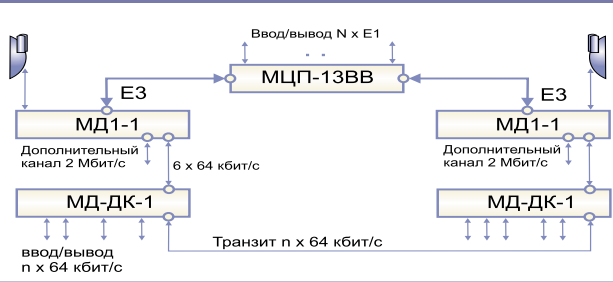 Ввод/вывод N x E1
МЦП-13ВВ
E3
E3
МД1-1
МД1-1
Дополнительный
канал 2 Мбит/с
6 x 64 кбит/с
Дополнительный
канал 2 Мбит/с
МД-ДК-1
МД-ДК-1
Транзит n x 64 кбит/с
ввод/вывод
n x 64 кбит/с